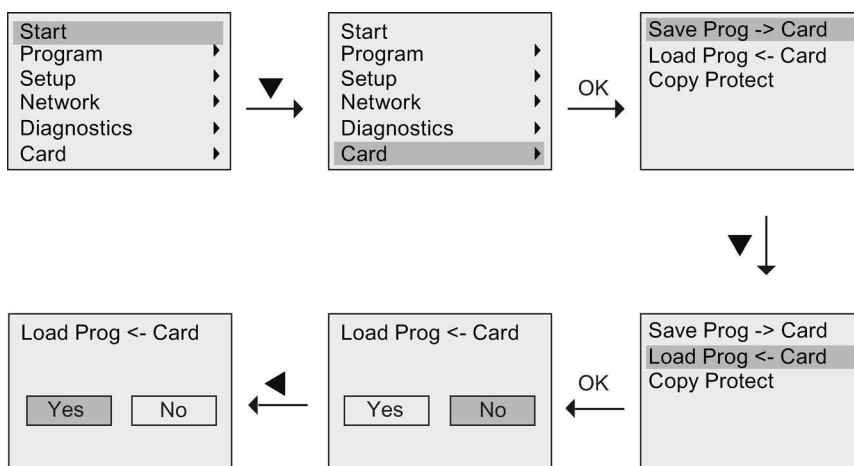 Start
Program
Setup
Network
Diagnostics
Card
Start
Program
Setup
Network
Diagnostics
Card
OK
Save Prog -> Card
Load Prog <- Card
Copy Protect
Load Prog <- Card
Yes No
Load Prog <- Card
Yes No
OK
Save Prog -> Card
Load Prog <- Card
Copy Protect